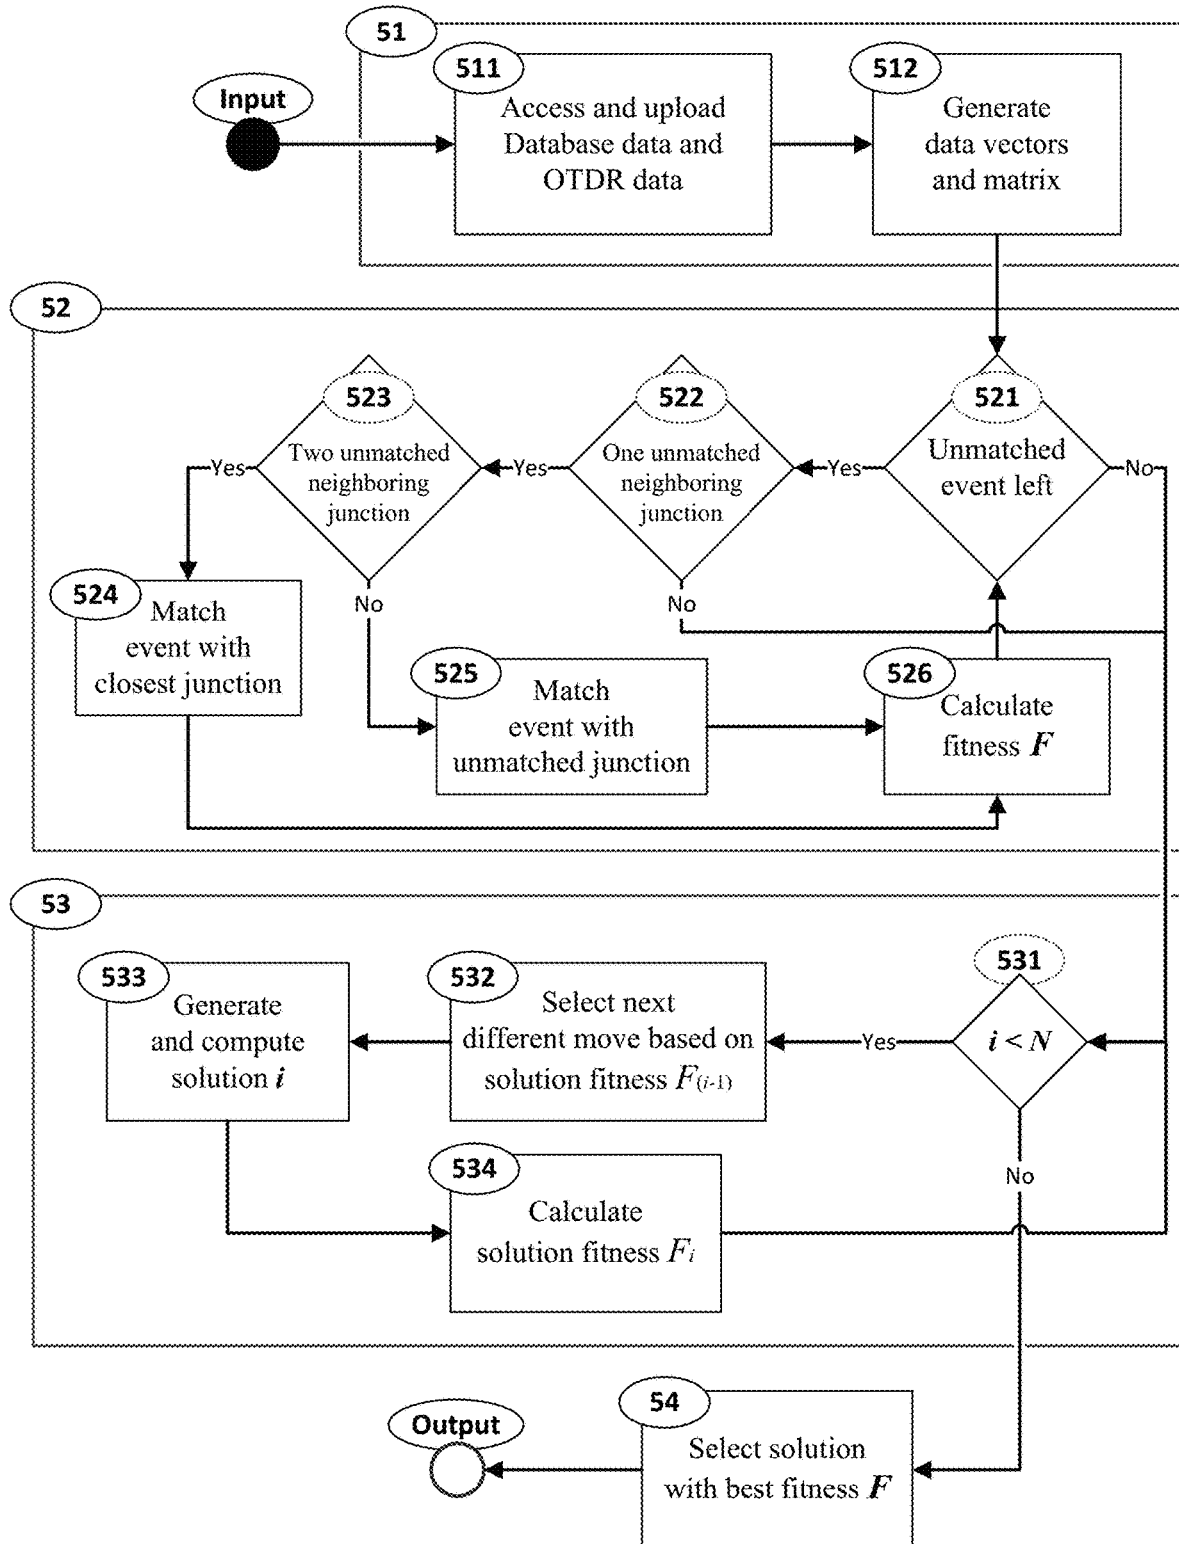 51
Input
511
Access and upload
Database data and
OTDR data
512
Generate
data vectors
and matrix
52
523
Two unmatched
neighboring
junction
522
One unmatched
neighboring
junction
521
Unmatched
event left
Yes
Yes
Yes
No
No
No
524
Match
event with
closest junction
525
Match
event with
unmatched junction
526
Calculate
fitness F
53
533
Generate
and compute
solution i
532
Select next
different move based on
solution fitness F(i-1)
Yes
531
i < N
No
534
Calculate
solution fitness Fi
Output
54
Select solution
with best fitness F